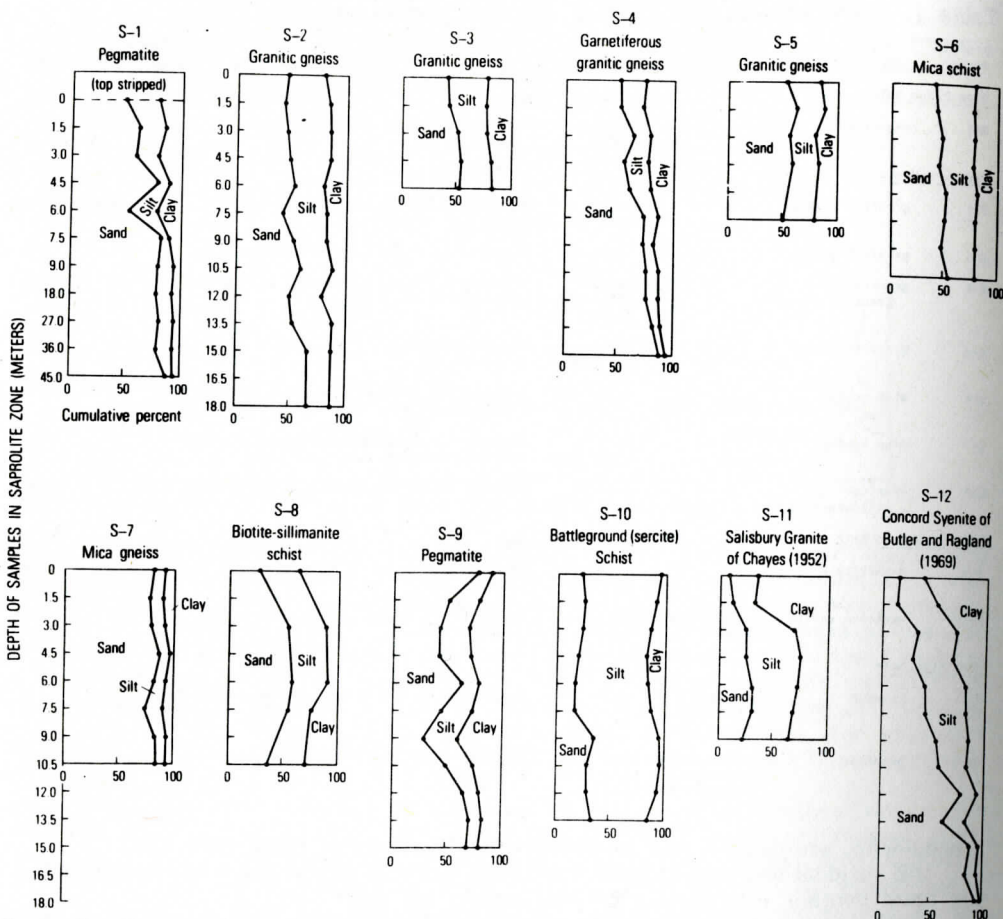 DEPTH OF SAMPLES IN SAPROLITE ZONE (METERS)
S-1
Pegmatite
(top stripped)
0
1.5
3.0
4.5
6.0
7.5
9.0
18.0
27.0
36.0
45.0
Sand
Silt
Clay
0 50 100
Cumulative percent
S-2
Granitic gneiss
0
1.5
3.0
4.5
6.0
7.5
9.0
10.5
12.0
13.5
15.0
16.5
18.0
Sand
Silt
Clay
0 50 100
S-3
Granitic gneiss
Silt
Sand
Clay
0 50 100
S-4
Garnetiferous
granitic gneiss
Silt
Clay
Sand
0 50 100
S-5
Granitic gneiss
Sand
Silt
Clay
0 50 100
S-6
Mica schist
Sand
Silt
Clay
0 50 100
S-7
Mica gneiss
0
1.5
3.0
4.5
6.0
7.5
9.0
10.5
12.0
13.5
15.0
16.5
18.0
Clay
Sand
Silt
0 50 100
S-8
Biotite-sillimanite
schist
Sand
Silt
Clay
0 50 100
S-9
Pegmatite
Sand
Silt
Clay
0 50 100
S-10
Battleground (sercite)
Schist
Silt
Clay
Sand
0 50 100
S-11
Salisbury Granite
of Chayes (1952)
Clay
Silt
Sand
0 50 100
S-12
Concord Syenite of
Butler and Ragland
(1969)
Clay
Silt
Sand
0 50 100